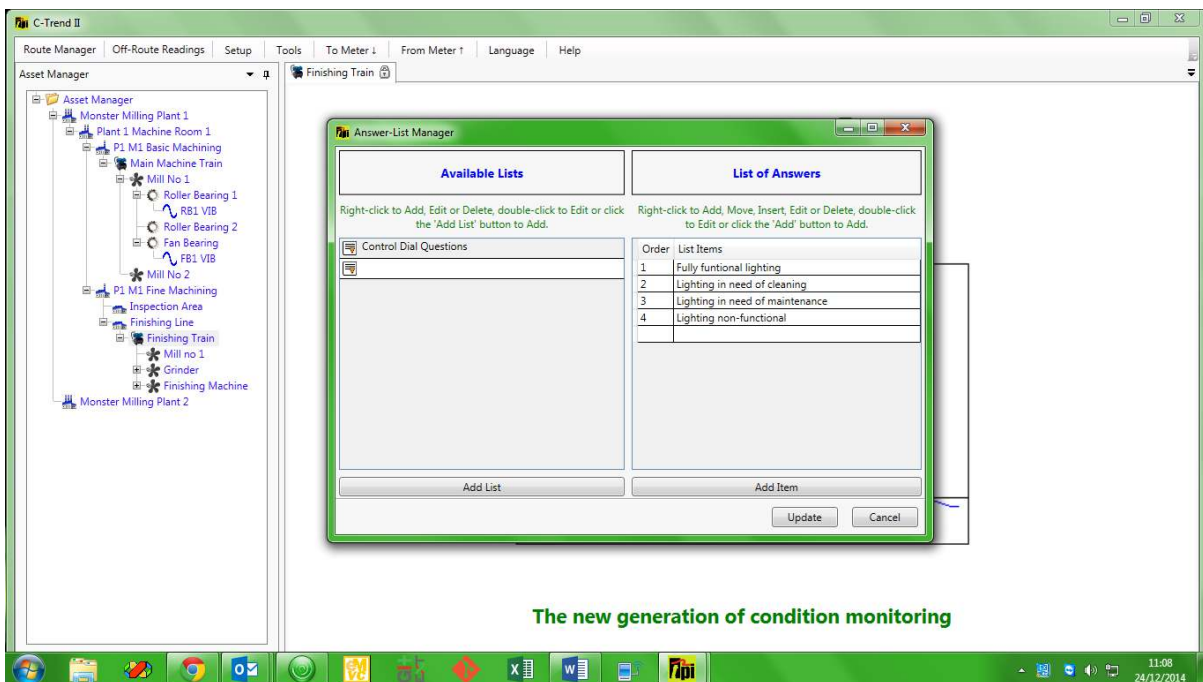 C-Trend II
Route Manager Off-Route Readings Setup Tools To Meter ↓ From Meter ↑ Language Help
Asset Manager
Finishing Train
Asset Manager
Monster Milling Plant 1
Plant 1 Machine Room 1
P1 M1 Basic Machining
Main Machine Train
Mill No 1
Roller Bearing 1
RB1 VIB
Roller Bearing 2
Fan Bearing
FB1 VIB
Mill No 2
P1 M1 Fine Machining
Inspection Area
Finishing Line
Finishing Train
Mill no 1
Grinder
Finishing Machine
Monster Milling Plant 2
Answer-List Manager
Available Lists
Right-click to Add, Edit or Delete, double-click to Edit or click
the 'Add List' button to Add.
Control Dial Questions
Add List
List of Answers
Right-click to Add, Move, Insert, Edit or Delete, double-click
to Edit or click the 'Add' button to Add.
Order List Items
1 Fully funtional lighting
2 Lighting in need of cleaning
3 Lighting in need of maintenance
4 Lighting non-functional
Add Item
Update Cancel
The new generation of condition monitoring
11:08
24/12/2014